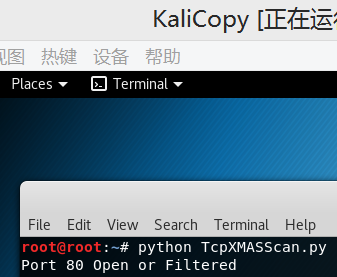 KaliCopy [正在运行
视图 热键 设备 帮助
Places Terminal
File Edit View Search Terminal Help
root@root:~# python TcpXMASScan.py
Port 80 Open or Filtered